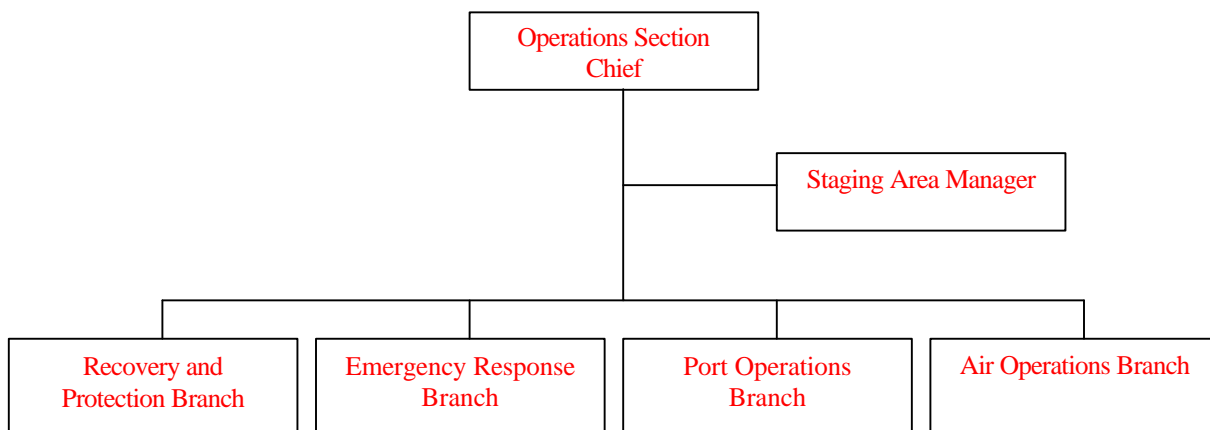 Operations Section
Chief
Staging Area Manager
Recovery and
Protection Branch
Emergency Response
Branch
Port Operations
Branch
Air Operations Branch